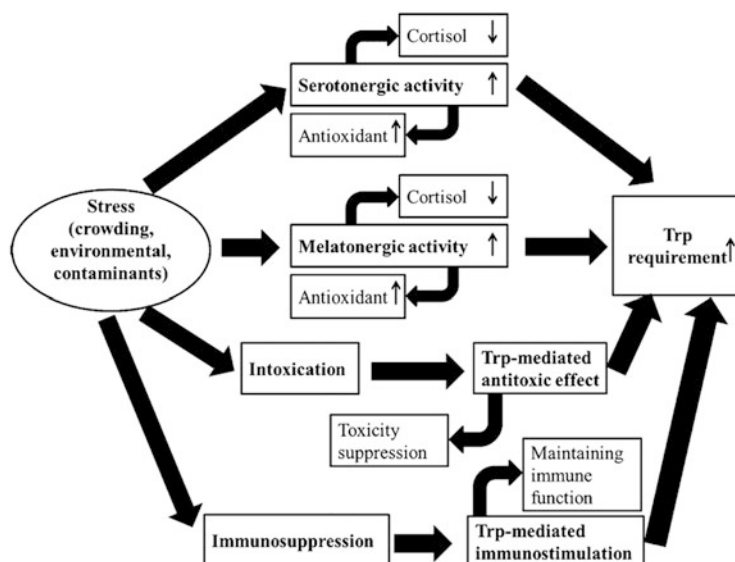 Cortisol ↓
Serotonergic activity ↑
Antioxidant ↑
Stress
(crowding,
environmental,
contaminants)
Cortisol ↓
Melatonergic activity ↑
Antioxidant ↑
Trp
requirement ↑
Intoxication
Trp-mediated
antitoxic effect
Toxicity
suppression
Maintaining
immune
function
Immunosuppression
Trp-mediated
immunostimulation